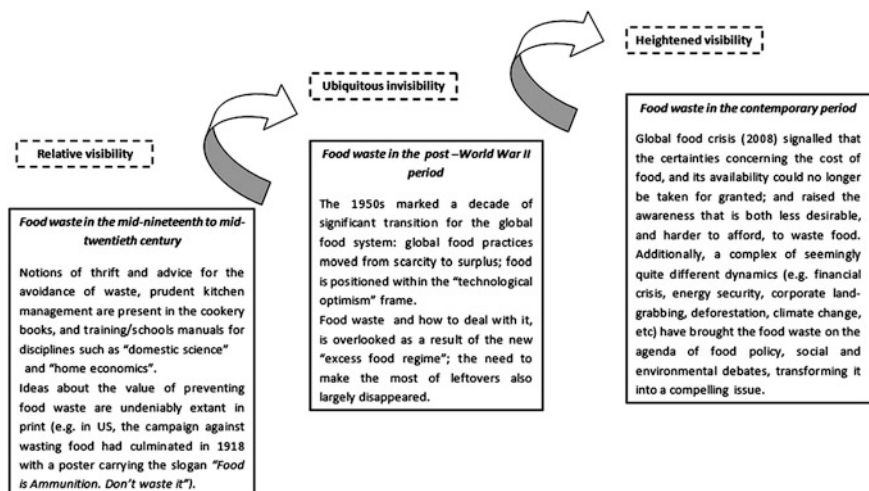 Relative visibility
Food waste in the mid-nineteenth to mid-
twentieth century
Notions of thrift and advice for the
avoidance of waste, prudent kitchen
management are present in the cookery
books, and training/schools manuals for
disciplines such as “domestic science”
and “home economics”.
Ideas about the value of preventing
food waste are undeniably extant in
print (e.g. in US, the campaign against
wasting food had culminated in 1918
with a poster carrying the slogan “Food
is Ammunition. Don’t waste it”).
Ubiquitous invisibility
Food waste in the post –World War II
period
The 1950s marked a decade of
significant transition for the global
food system: global food practices
moved from scarcity to surplus; food
is positioned within the “technological
optimism” frame.
Food waste and how to deal with it,
is overlooked as a result of the new
“excess food regime”; the need to
make the most of leftovers also
largely disappeared.
Heightened visibility
Food waste in the contemporary period
Global food crisis (2008) signalled that
the certainties concerning the cost of
food, and its availability could no longer
be taken for granted; and raised the
awareness that is both less desirable,
and harder to afford, to waste food.
Additionally, a complex of seemingly
quite different dynamics (e.g. financial
crisis, energy security, corporate land-
grabbing, deforestation, climate change,
etc) have brought the food waste on the
agenda of food policy, social and
environmental debates, transforming it
into a compelling issue.